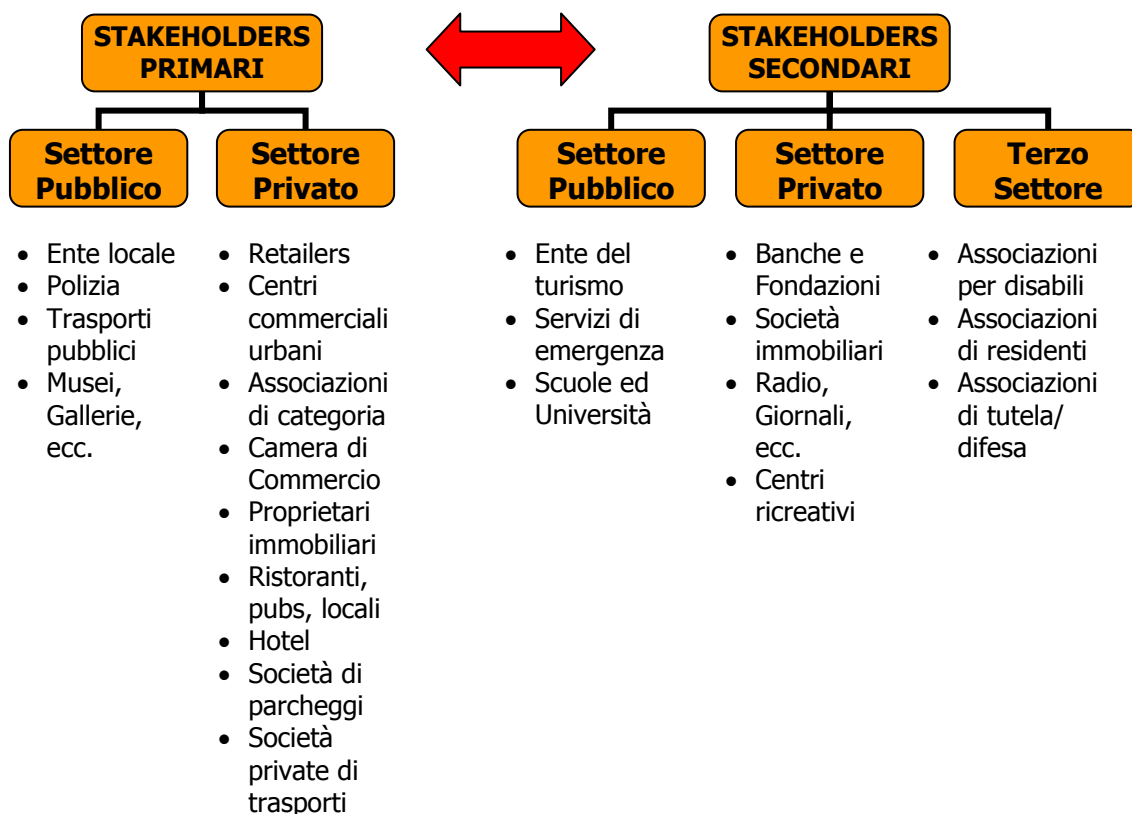 STAKEHOLDERS
PRIMARI
STAKEHOLDERS
SECONDARI
Settore
Pubblico
Settore
Privato
Settore
Pubblico
Settore
Privato
Terzo
Settore
• Ente locale
• Polizia
• Trasporti
pubblici
• Musei,
Gallerie,
ecc.
• Retailers
• Centri
commerciali
urbani
• Associazioni
di categoria
• Camera di
Commercio
• Proprietari
immobiliari
• Ristoranti,
pubs, locali
• Hotel
• Società di
parcheggi
• Società
private di
trasporti
• Ente del
turismo
• Servizi di
emergenza
• Scuole ed
Università
• Banche e
Fondazioni
• Società
immobiliari
• Radio,
Giornali,
ecc.
• Centri
ricreativi
• Associazioni
per disabili
• Associazioni
di residenti
• Associazioni
di tutela/
difesa